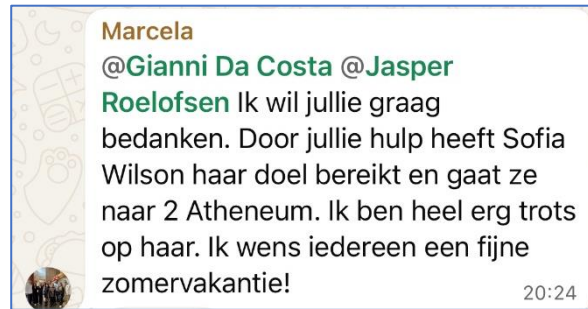 Marcela
@Gianni Da Costa @Jasper
Roelofsen Ik wil jullie graag
bedanken. Door jullie hulp heeft Sofia
Wilson haar doel bereikt en gaat ze
naar 2 Atheneum. Ik ben heel erg trots
op haar. Ik wens iedereen een fijne
zomervakantie!
20:24